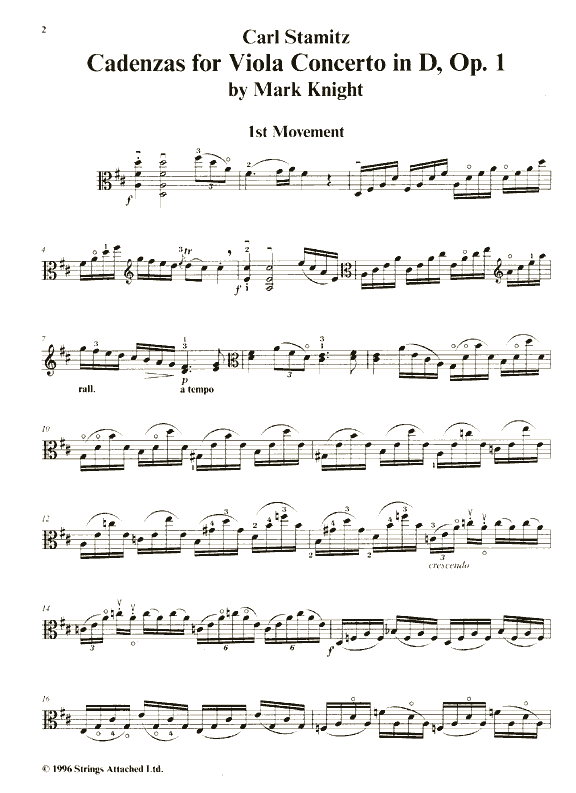 2
Carl Stamitz
Cadenzas for Viola Concerto in D, Op. 1
by Mark Knight
1st Movement
f
4
tr
f
7
p
rall.
a tempo
10
12
crescendo
14
f
16
© 1996 Strings Attached Ltd.